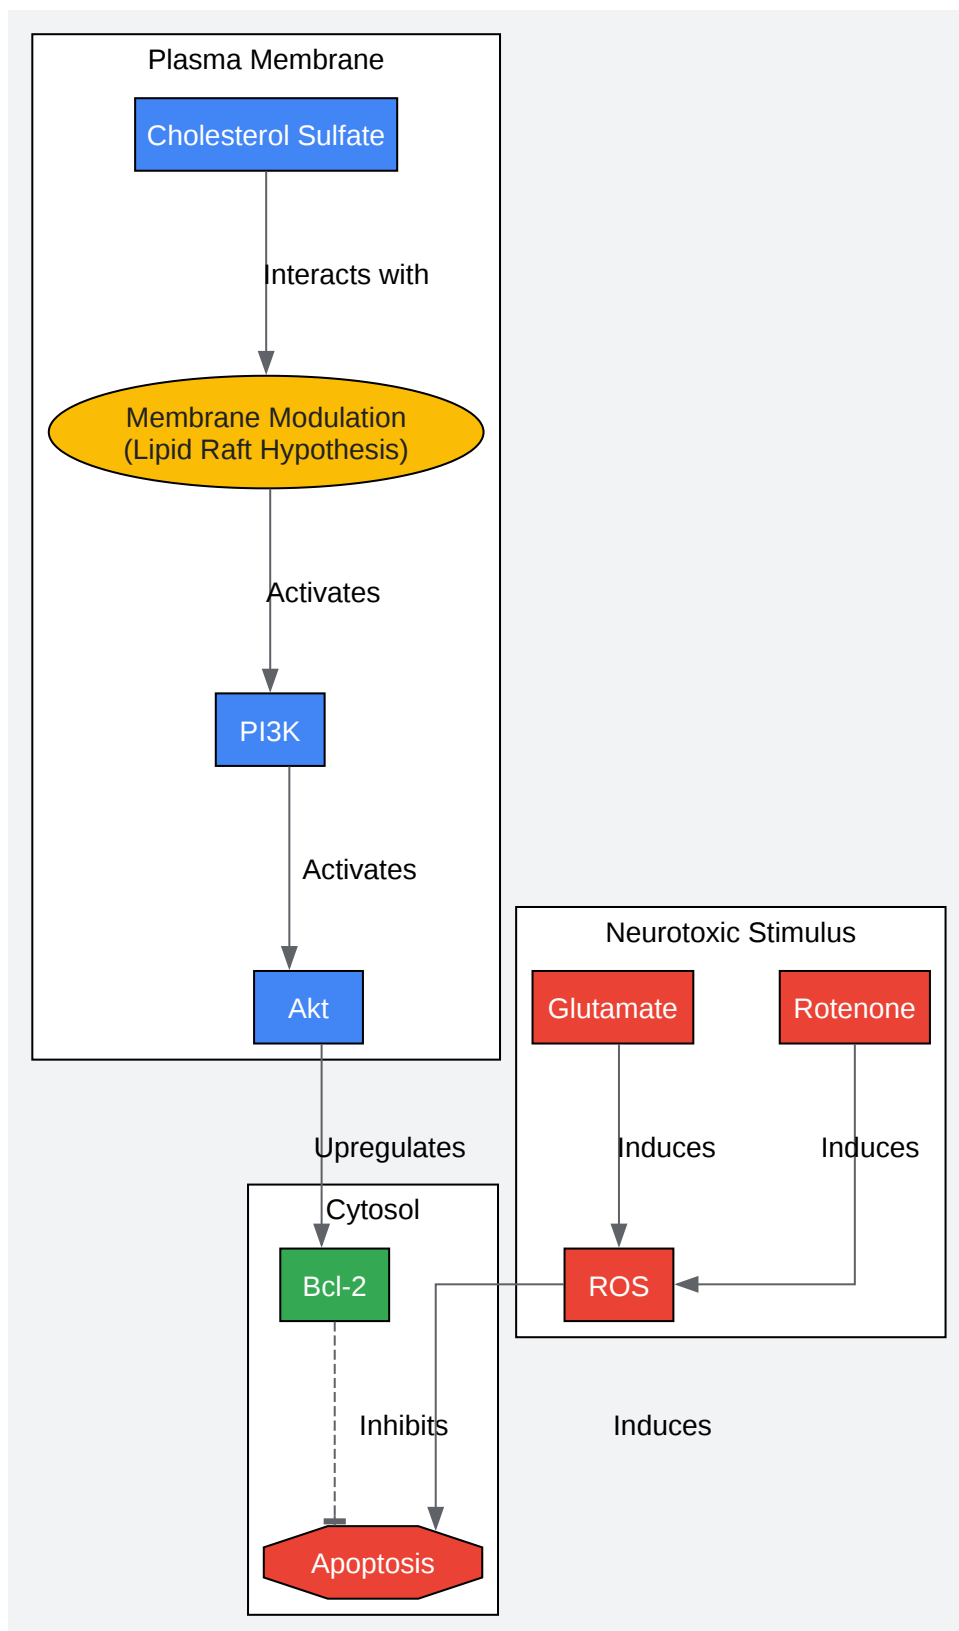 Plasma Membrane
Cholesterol Sulfate
Interacts with
Membrane Modulation
(Lipid Raft Hypothesis)
Activates
PI3K
Activates
Akt
Neurotoxic Stimulus
Glutamate
Rotenone
Upregulates
Induces
Induces
Cytosol
Bcl-2
ROS
Inhibits
Induces
Apoptosis